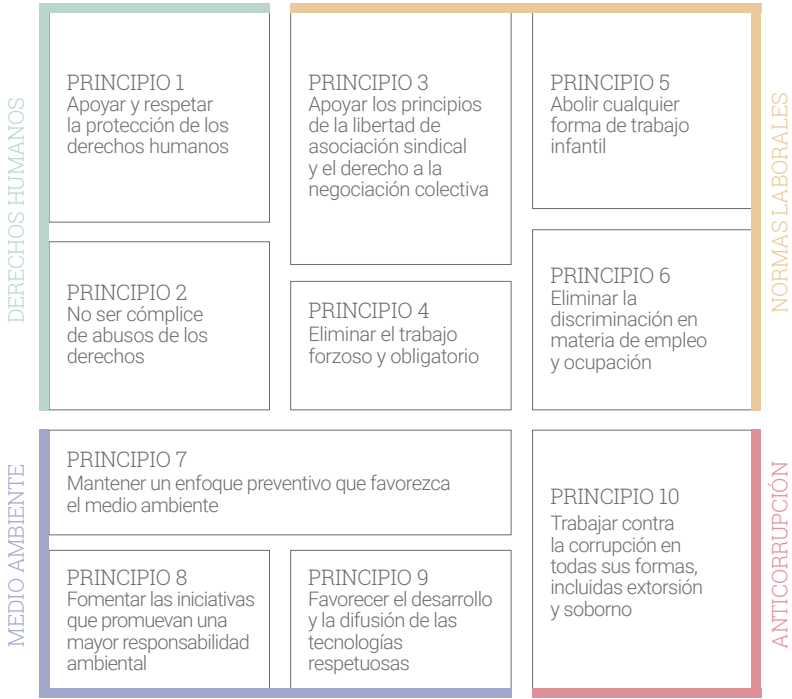 DERECHOS HUMANOS
PRINCIPIO 1
Apoyar y respetar
la protección de los
derechos humanos
PRINCIPIO 2
No ser cómplice
de abusos de los
derechos
NORMAS LABORALES
PRINCIPIO 3
Apoyar los principios
de la libertad de
asociación sindical
y el derecho a la
negociación colectiva
PRINCIPIO 4
Eliminar el trabajo
forzoso y obligatorio
PRINCIPIO 5
Abolir cualquier
forma de trabajo
infantil
PRINCIPIO 6
Eliminar la
discriminación en
materia de empleo
y ocupación
MEDIO AMBIENTE
PRINCIPIO 7
Mantener un enfoque preventivo que favorezca
el medio ambiente
PRINCIPIO 8
Fomentar las iniciativas
que promuevan una
mayor responsabilidad
ambiental
PRINCIPIO 9
Favorecer el desarrollo
y la difusión de las
tecnologías
respetuosas
ANTICORRUPCIÓN
PRINCIPIO 10
Trabajar contra
la corrupción en
todas sus formas,
incluidas extorsión
y soborno